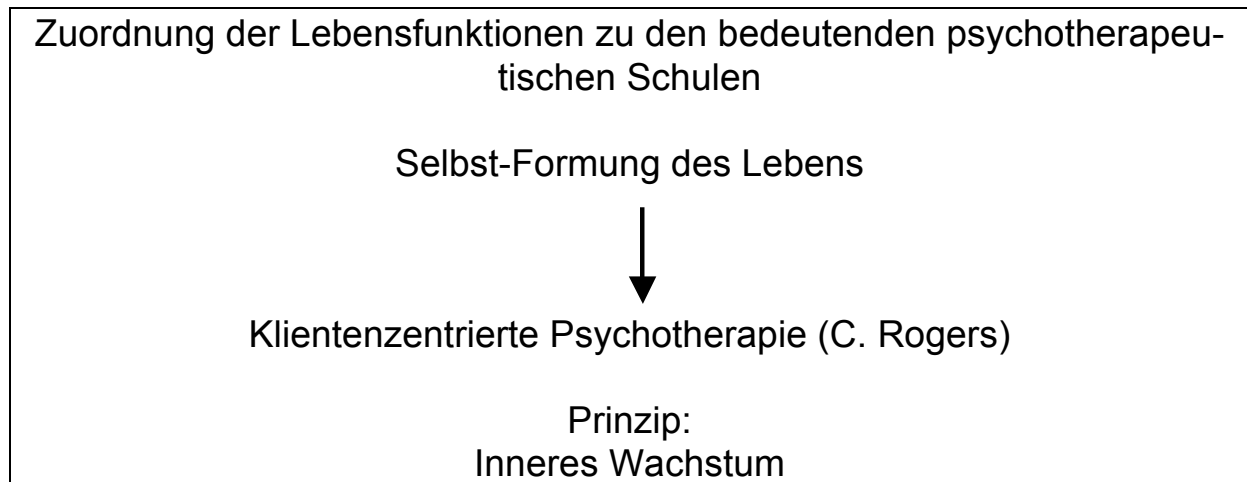 Zuordnung der Lebensfunktionen zu den bedeutenden psychotherapeu-
tischen Schulen
Selbst-Formung des Lebens
Klientenzentrierte Psychotherapie (C. Rogers)
Prinzip:
Inneres Wachstum